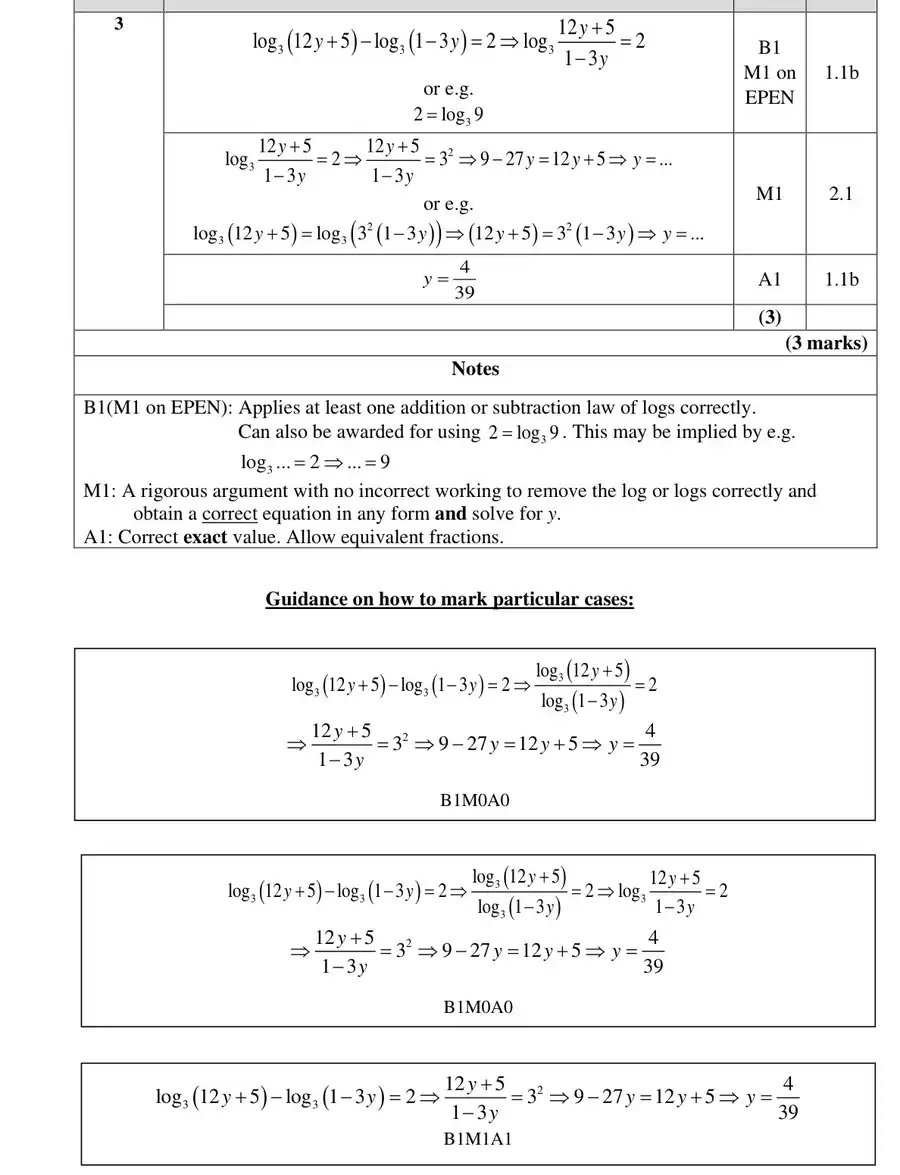 3
log₃(12y + 5) − log₃(1 − 3y) = 2 ⇒ log₃ (12y + 5)/(1 − 3y) = 2
or e.g.
2 = log₃ 9
B1
M1 on
EPEN
1.1b
log₃ (12y + 5)/(1 − 3y) = 2 ⇒ (12y + 5)/(1 − 3y) = 3² ⇒ 9 − 27y = 12y + 5 ⇒ y = ...
or e.g.
log₃(12y + 5) = log₃(3²(1 − 3y)) ⇒ (12y + 5) = 3²(1 − 3y) ⇒ y = ...
M1
2.1
y = 4/39
A1
1.1b
(3)
(3 marks)
Notes
B1(M1 on EPEN): Applies at least one addition or subtraction law of logs correctly.
Can also be awarded for using 2 = log₃ 9. This may be implied by e.g.
log₃ ... = 2 ⇒ ... = 9
M1: A rigorous argument with no incorrect working to remove the log or logs correctly and
obtain a correct equation in any form and solve for y.
A1: Correct exact value. Allow equivalent fractions.
Guidance on how to mark particular cases:
log₃(12y + 5) − log₃(1 − 3y) = 2 ⇒ log₃(12y + 5)/log₃(1 − 3y) = 2
⇒ (12y + 5)/(1 − 3y) = 3² ⇒ 9 − 27y = 12y + 5 ⇒ y = 4/39
B1M0A0
log₃(12y + 5) − log₃(1 − 3y) = 2 ⇒ log₃(12y + 5)/log₃(1 − 3y) = 2 ⇒ log₃ (12y + 5)/(1 − 3y) = 2
⇒ (12y + 5)/(1 − 3y) = 3² ⇒ 9 − 27y = 12y + 5 ⇒ y = 4/39
B1M0A0
log₃(12y + 5) − log₃(1 − 3y) = 2 ⇒ (12y + 5)/(1 − 3y) = 3² ⇒ 9 − 27y = 12y + 5 ⇒ y = 4/39
B1M1A1